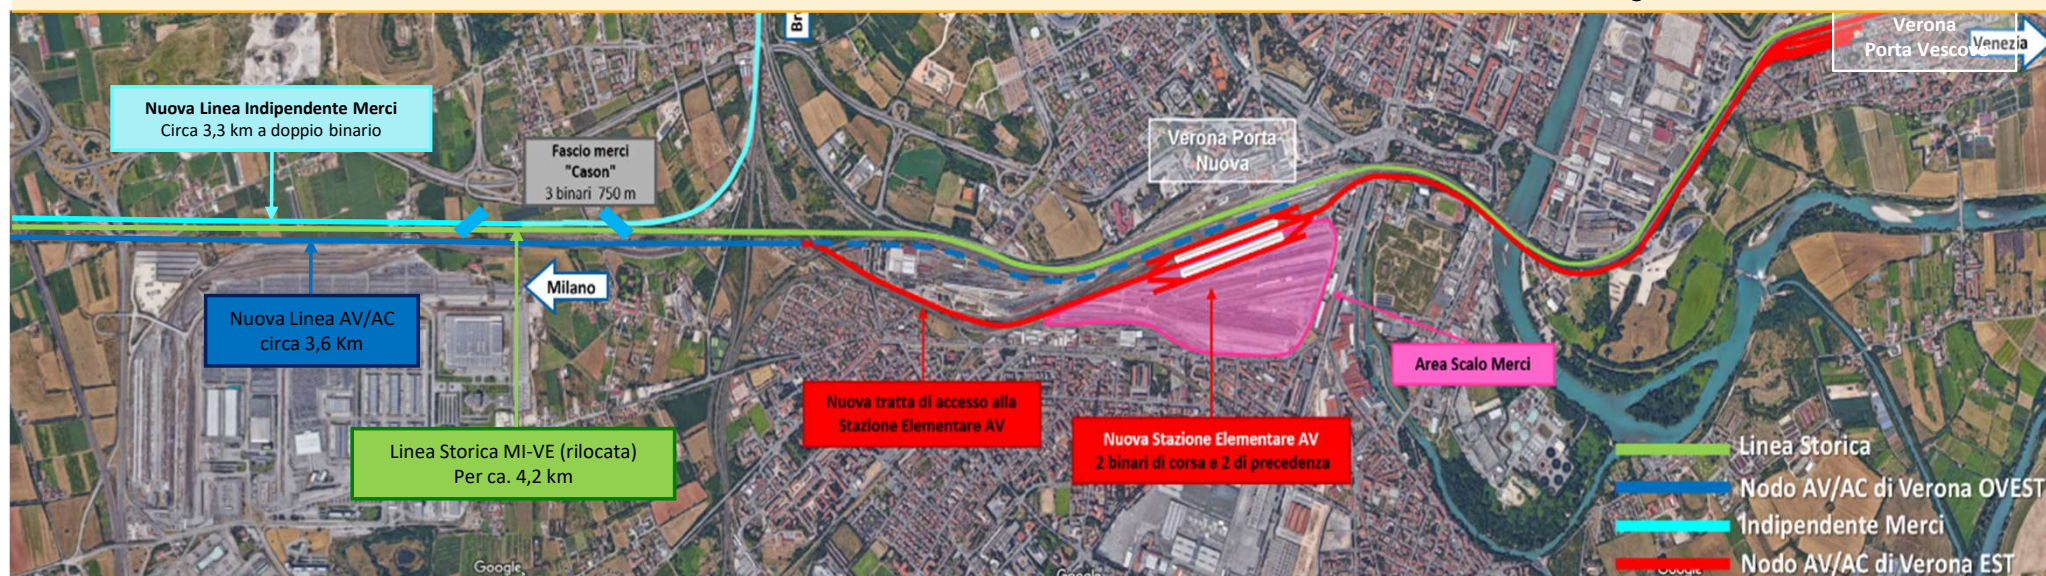 Verona
Porta Vescovo
Venezia
Br
Nuova Linea Indipendente Merci
Circa 3,3 km a doppio binario
Fascio merci
"Cason"
3 binari 750 m
Verona Porta
Nuova
Milano
Nuova Linea AV/AC
circa 3,6 Km
Area Scalo Merci
Nuova tratta di accesso alla
Stazione Elementare AV
Nuova Stazione Elementare AV
2 binari di corsa e 2 di precedenza
Linea Storica MI-VE (rilocata)
Per ca. 4,2 km
Linea Storica
Nodo AV/AC di Verona OVEST
Indipendente Merci
Nodo AV/AC di Verona EST
Google
Google
Google